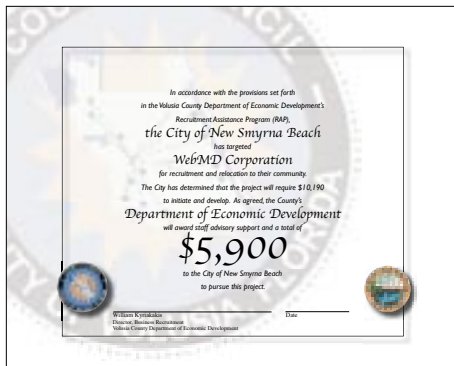 In accordance with the provisions set forth
in the Volusia County Department of Economic Development's
Recruitment Assistance Program (RAP),
the City of New Smyrna Beach
has targeted
WebMD Corporation
for recruitment and relocation to their community.
The City has determined that the project will require $10,190
to initiate and develop. As agreed, the County's
Department of Economic Development
will award staff advisory support and a total of
$5,900
to the City of New Smyrna Beach
to pursue this project.
William Kyriakakis Date
Director, Business Recruitment
Volusia County Department of Economic Development